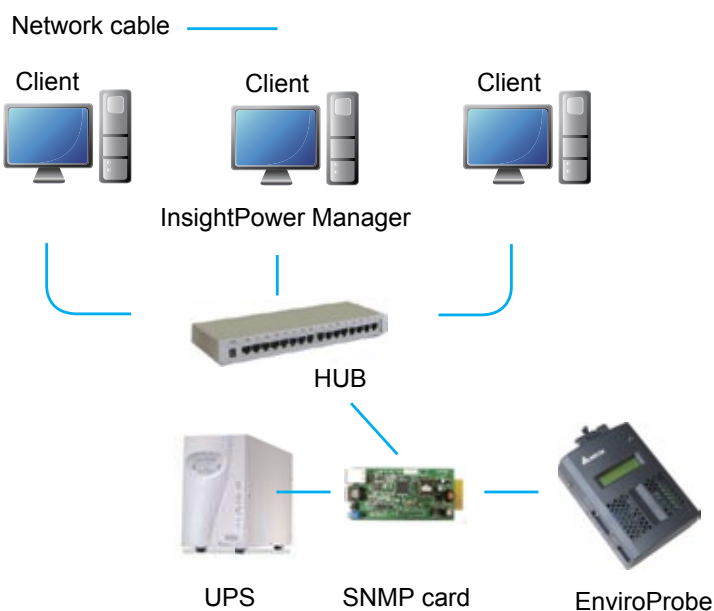 Network cable
Client
Client
Client
InsightPower Manager
HUB
UPS
SNMP card
EnviroProbe